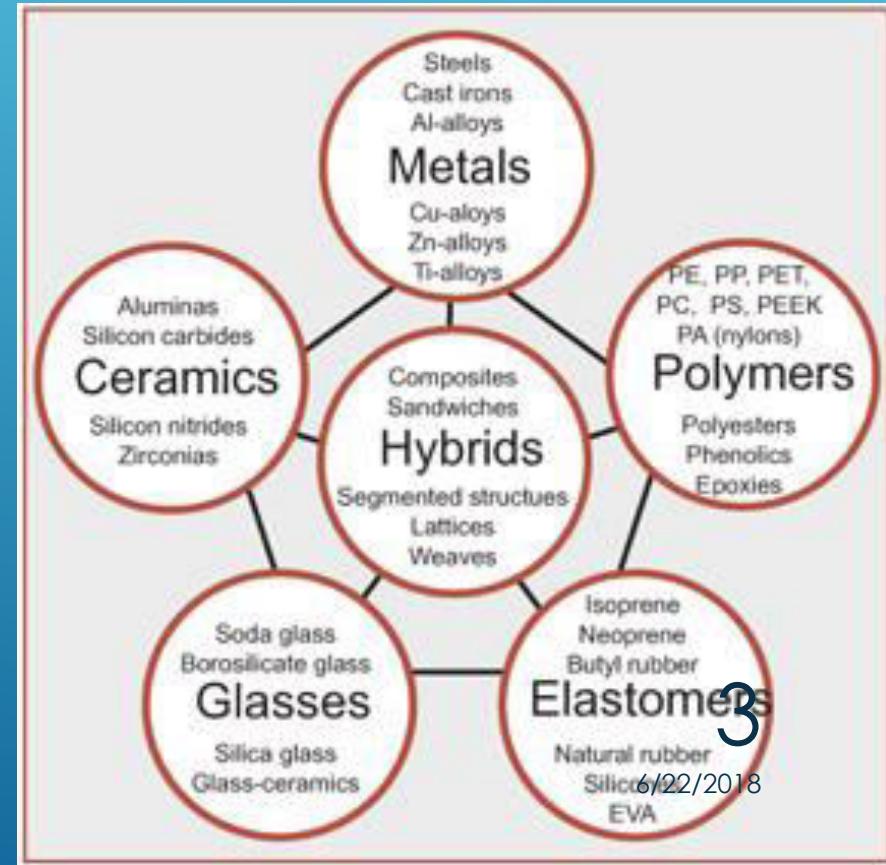 Steels
Cast irons
Al-alloys
Metals
Cu-aloys
Zn-alloys
Ti-alloys
Aluminas
Silicon carbides
Ceramics
Silicon nitrides
Zirconias
Composites
Sandwiches
Hybrids
Segmented structues
Lattices
Weaves
PE, PP, PET,
PC, PS, PEEK
PA (nylons)
Polymers
Polyesters
Phenolics
Epoxies
Soda glass
Borosilicate glass
Glasses
Silica glass
Glass-ceramics
Isoprene
Neoprene
Butyl rubber
Elastomers
Natural rubber
Silicones
EVA
3
6/22/2018